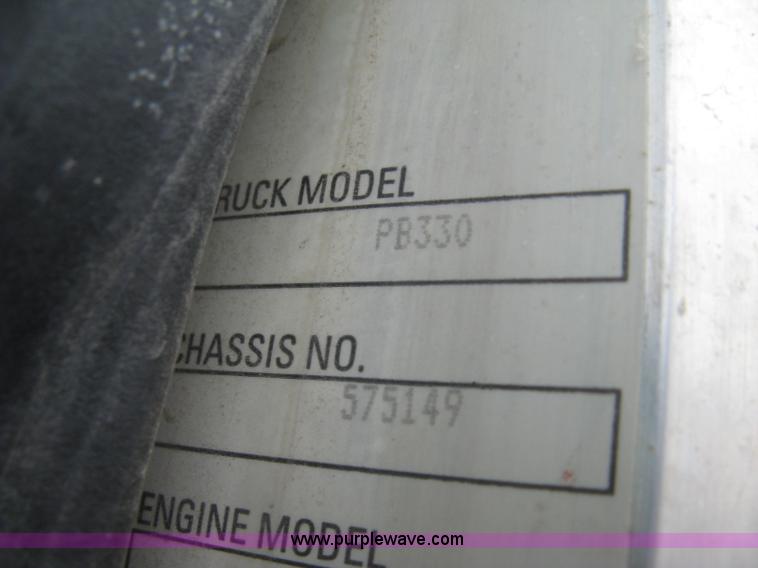 RUCK MODEL
PB330
CHASSIS NO.
575149
ENGINE MODEL
www.purplewave.com